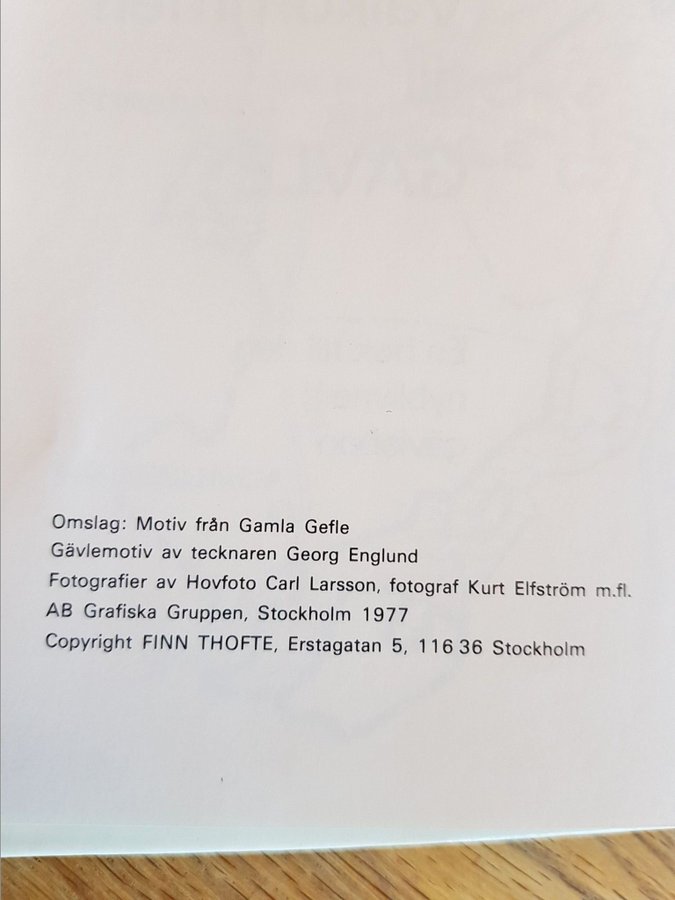 Omslag: Motiv från Gamla Gefle
Gävlemotiv av tecknaren Georg Englund
Fotografier av Hovfoto Carl Larsson, fotograf Kurt Elfström m.fl.
AB Grafiska Gruppen, Stockholm 1977
Copyright FINN THOFTE, Erstagatan 5, 116 36 Stockholm